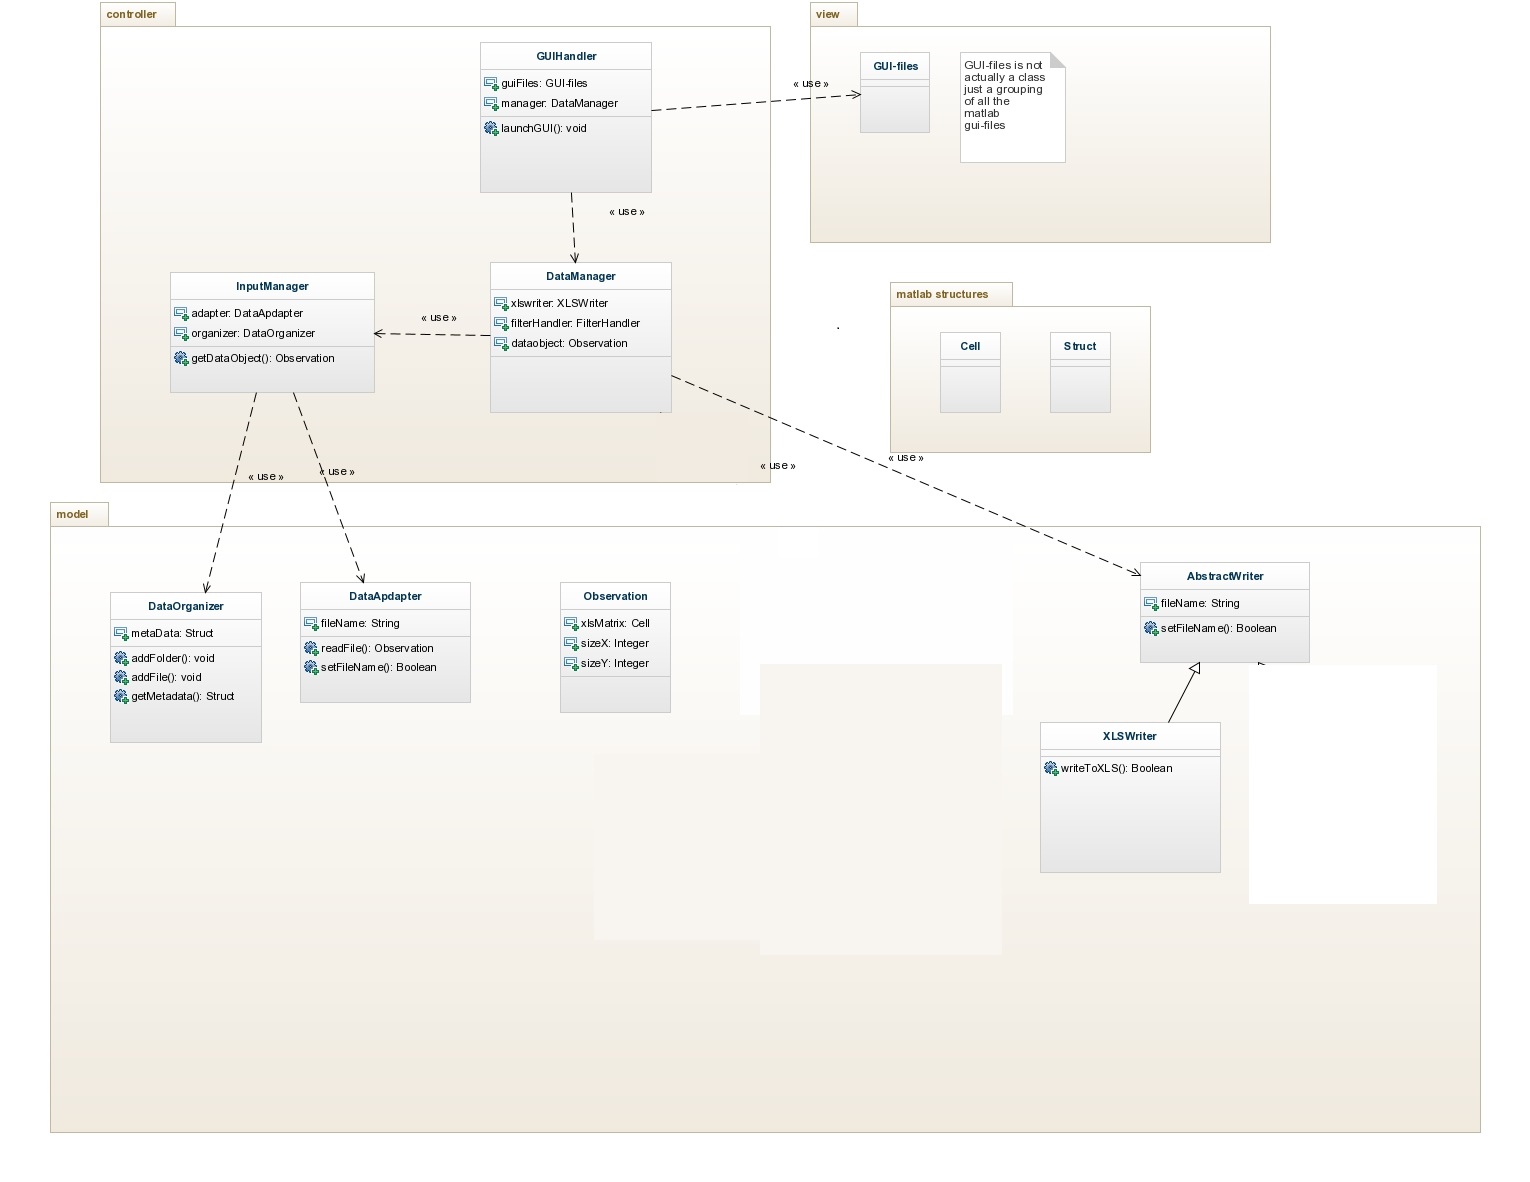 controller
GUIHandler
guiFiles: GUI-files
manager: DataManager
launchGUI(): void
« use »
view
GUI-files
GUI-files is not
actually a class
just a grouping
of all the
matlab
gui-files
« use »
InputManager
adapter: DataApdapter
organizer: DataOrganizer
getDataObject(): Observation
« use »
DataManager
xlswriter: XLSWriter
filterHandler: FilterHandler
dataobject: Observation
matlab structures
Cell
Struct
« use »
« use »
« use »
« use »
model
DataOrganizer
metaData: Struct
addFolder(): void
addFile(): void
getMetadata(): Struct
DataApdapter
fileName: String
readFile(): Observation
setFileName(): Boolean
Observation
xlsMatrix: Cell
sizeX: Integer
sizeY: Integer
AbstractWriter
fileName: String
setFileName(): Boolean
XLSWriter
writeToXLS(): Boolean